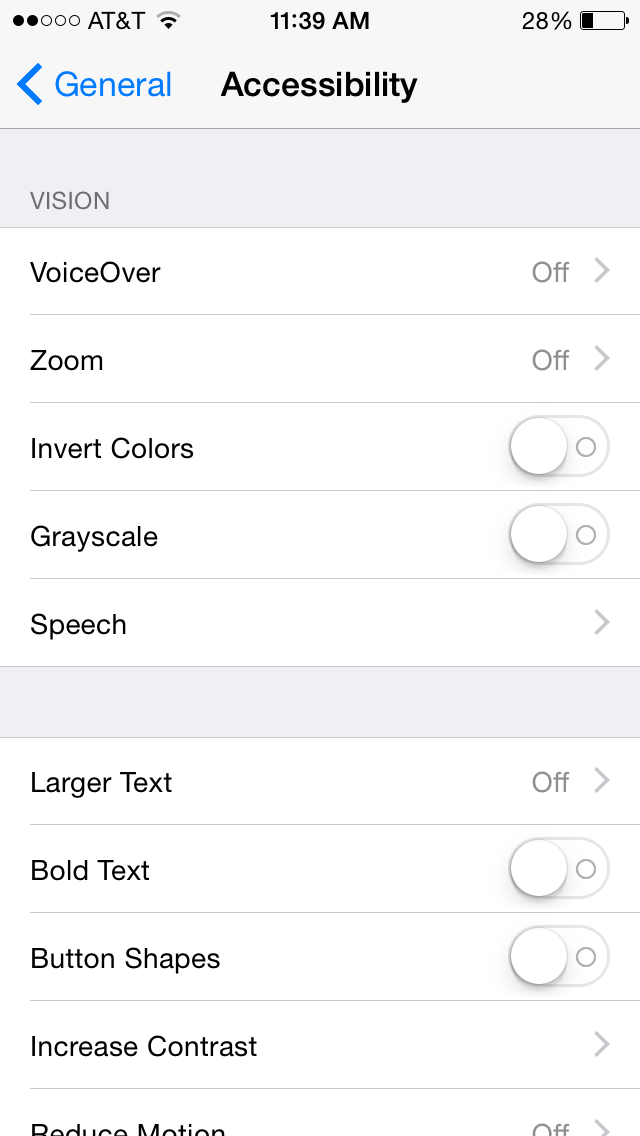 AT&T 11:39 AM 28%
General Accessibility
VISION
VoiceOver Off
Zoom Off
Invert Colors
Grayscale
Speech
Larger Text Off
Bold Text
Button Shapes
Increase Contrast
Reduce Motion Off